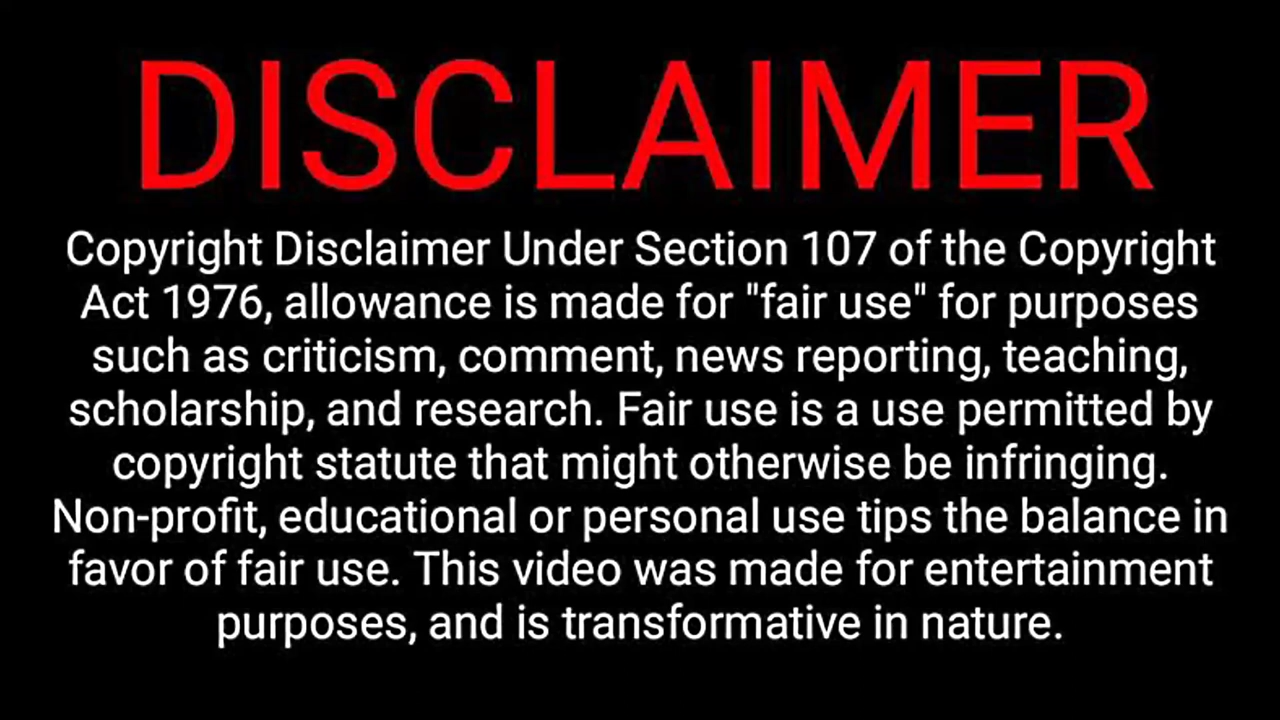 DISCLAIMER
Copyright Disclaimer Under Section 107 of the Copyright
Act 1976, allowance is made for "fair use" for purposes
such as criticism, comment, news reporting, teaching,
scholarship, and research. Fair use is a use permitted by
copyright statute that might otherwise be infringing.
Non-profit, educational or personal use tips the balance in
favor of fair use. This video was made for entertainment
purposes, and is transformative in nature.